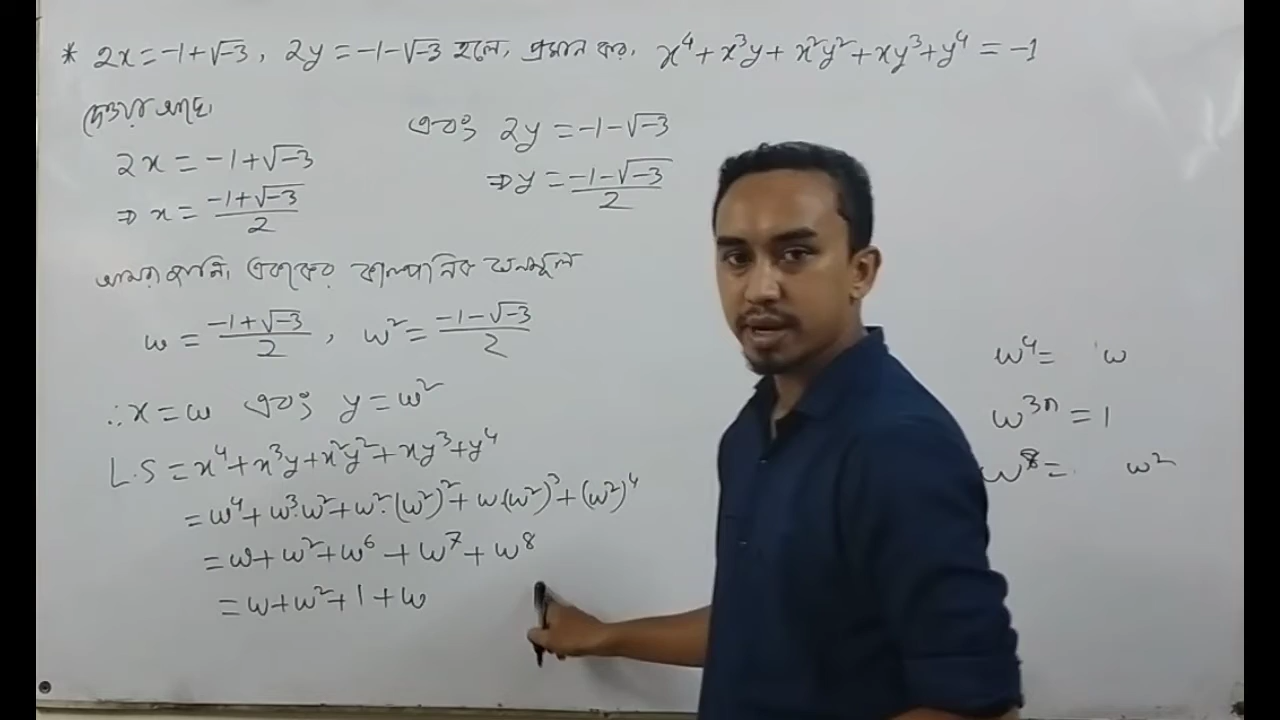 * 2x = -1 + √-3, 2y = -1 - √-3 হলে, প্রমাণ কর, x⁴ + x³y + x²y² + xy³ + y⁴ = -1
দেওয়া আছে,
2x = -1 + √-3
⇒ x = (-1 + √-3)/2
এবং 2y = -1 - √-3
⇒ y = (-1 - √-3)/2
আমরা জানি, এককের কাল্পনিক ঘনমূল
ω = (-1 + √-3)/2 , ω² = (-1 - √-3)/2
∴ x = ω এবং y = ω²
L.S = x⁴ + x³y + x²y² + xy³ + y⁴
= ω⁴ + ω³·ω² + ω²·(ω²)² + ω·(ω²)³ + (ω²)⁴
= ω + ω² + ω⁶ + ω⁷ + ω⁸
= ω + ω² + 1 + ω
ω⁴ = ω
ω³ⁿ = 1
ω⁸ = ω²